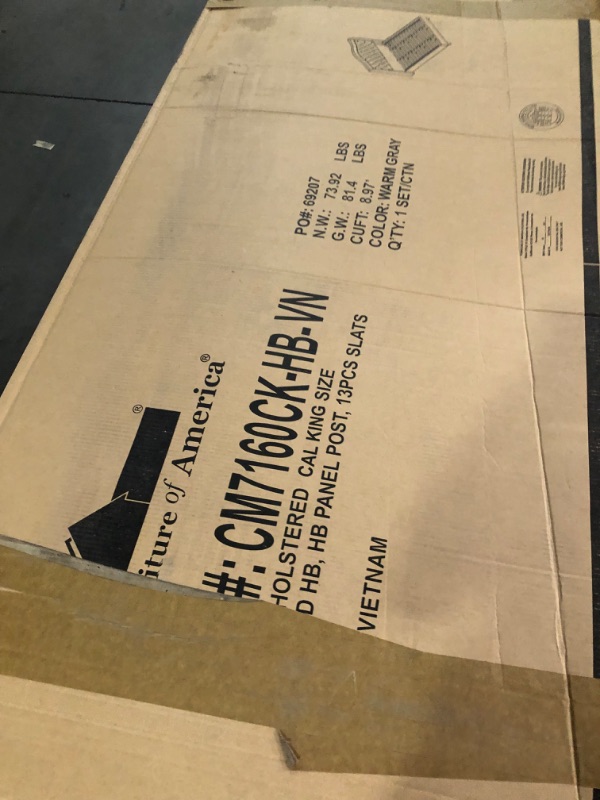 iture of America®
®
#: CM7160CK-HB-VN
HOLSTERED CAL KING SIZE
D HB, HB PANEL POST, 13PCS SLATS
VIETNAM
PO#: 69207
N.W.: 73.92 LBS
G.W.: 81.4 LBS
CUFT: 8.97'
COLOR: WARM GRAY
Q'TY: 1 SET/CTN